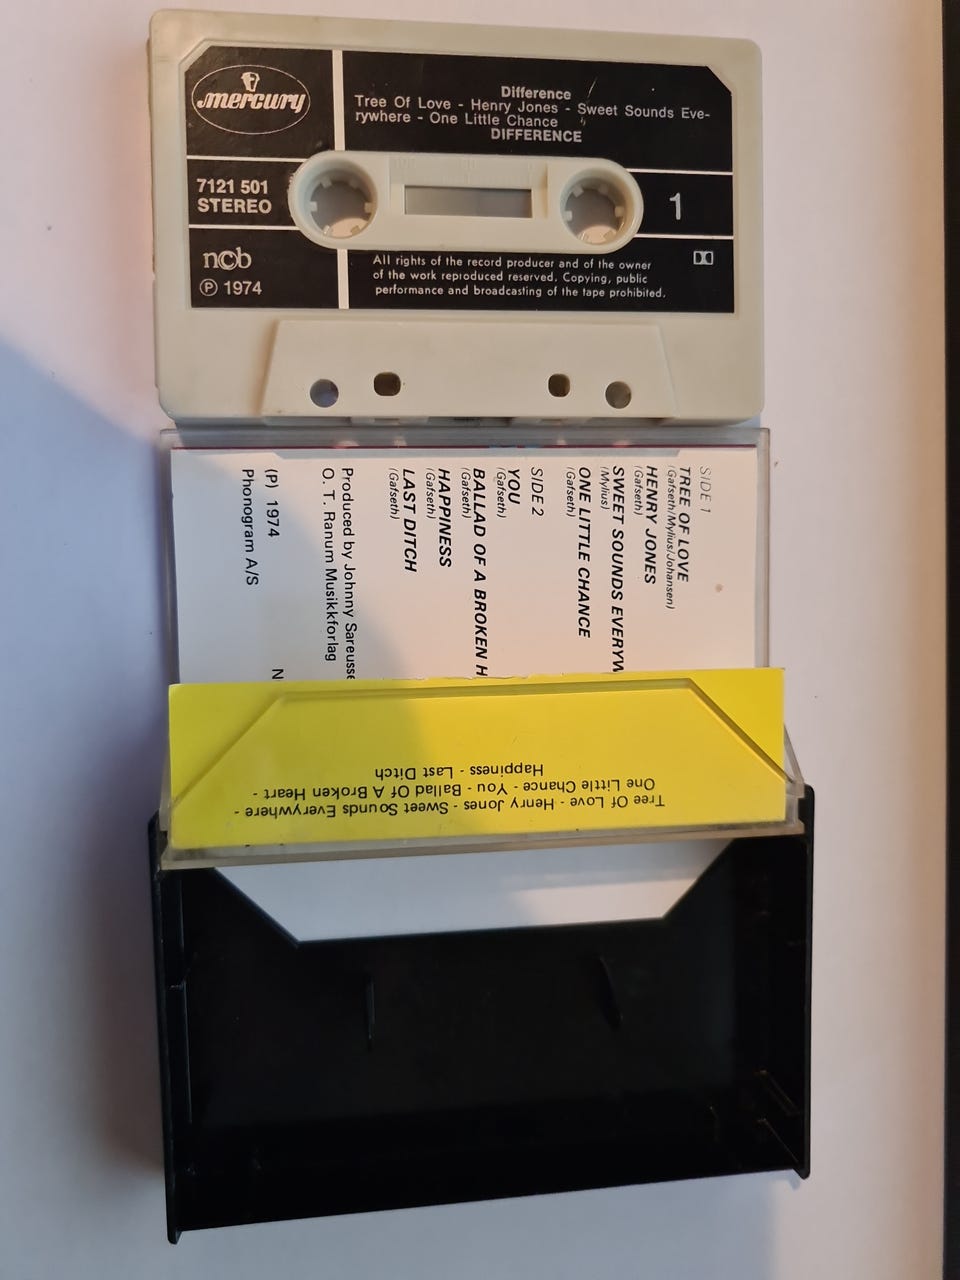 mercury
Difference
Tree Of Love - Henry Jones - Sweet Sounds Eve-
rywhere - One Little Chance
DIFFERENCE
7121 501
STEREO
1
ncb
℗ 1974
All rights of the record producer and of the owner
of the work reproduced reserved. Copying, public
performance and broadcasting of the tape prohibited.
SIDE 1
TREE OF LOVE
(Gafseth/Mylius/Johansen)
HENRY JONES
(Gafseth)
SWEET SOUNDS
(Mylius)
ONE LITTLE CHANCE
(Gafseth)
SIDE 2
YOU
(Gafseth)
BALLAD OF A BROKEN
(Gafseth)
HAPPINESS
(Gafseth)
LAST DITCH
(Gafseth)
Produced by Johnny
O. T. Ranum Musikkforlag
(P) 1974
Phonogram A/S
Tree Of Love - Henry Jones - Sweet Sounds Everywhere -
One Little Chance - You - Ballad Of A Broken Heart -
Happiness - Last Ditch